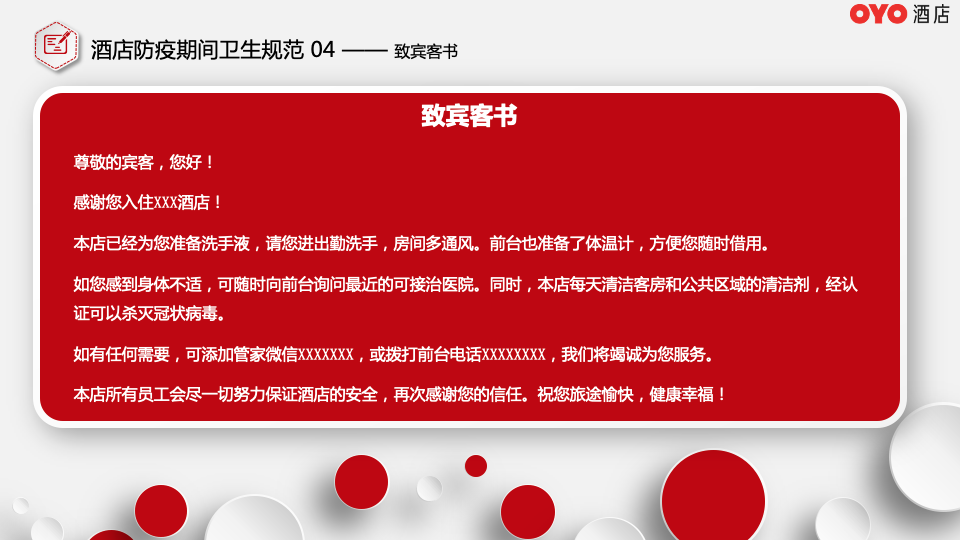 OYO 酒店
酒店防疫期间卫生规范 04 —— 致宾客书
致宾客书
尊敬的宾客，您好！
感谢您入住XXX酒店！
本店已经为您准备洗手液，请您进出勤洗手，房间多通风。前台也准备了体温计，方便您随时借用。
如您感到身体不适，可随时向前台询问最近的可接治医院。同时，本店每天清洁客房和公共区域的清洁剂，经认
证可以杀灭冠状病毒。
如有任何需要，可添加管家微信XXXXXXX，或拨打前台电话XXXXXXXX，我们将竭诚为您服务。
本店所有员工会尽一切努力保证酒店的安全，再次感谢您的信任。祝您旅途愉快，健康幸福！